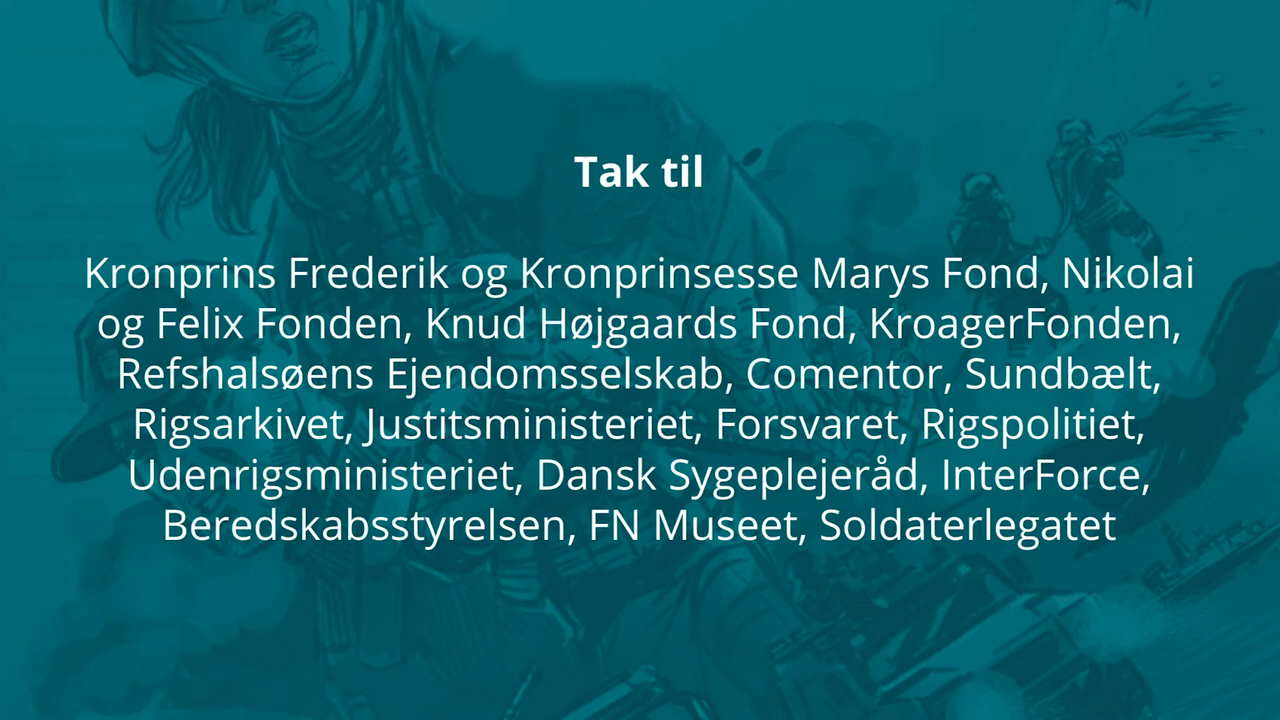 Tak til
Kronprins Frederik og Kronprinsesse Marys Fond, Nikolai
og Felix Fonden, Knud Højgaards Fond, KroagerFonden,
Refshalsøens Ejendomsselskab, Comentor, Sundbælt,
Rigsarkivet, Justitsministeriet, Forsvaret, Rigspolitiet,
Udenrigsministeriet, Dansk Sygeplejeråd, InterForce,
Beredskabsstyrelsen, FN Museet, Soldaterlegatet